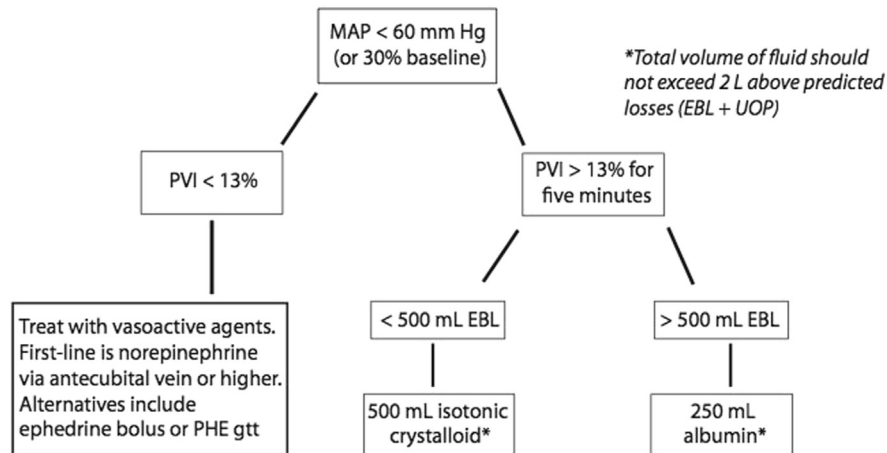 MAP < 60 mm Hg
(or 30% baseline)
*Total volume of fluid should
not exceed 2 L above predicted
losses (EBL + UOP)
PVI < 13%
PVI > 13% for
five minutes
Treat with vasoactive agents.
First-line is norepinephrine
via antecubital vein or higher.
Alternatives include
ephedrine bolus or PHE gtt
< 500 mL EBL
> 500 mL EBL
500 mL isotonic
crystalloid*
250 mL
albumin*